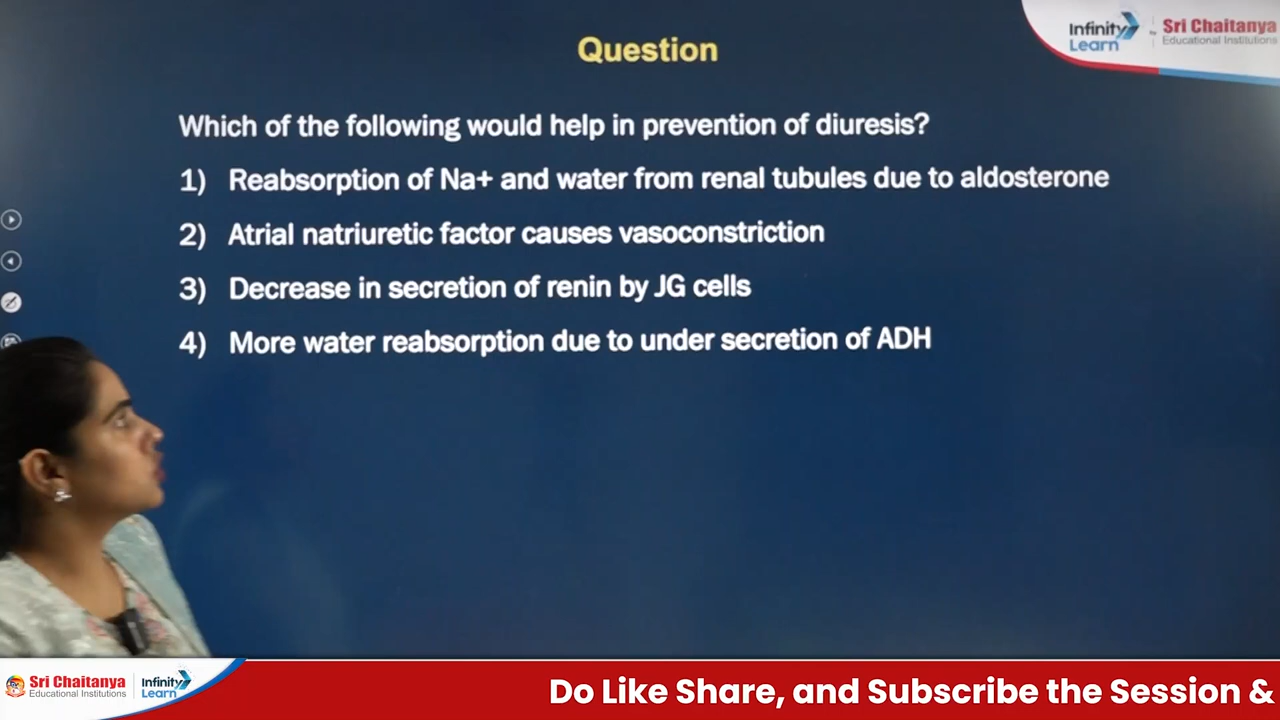 Infinity Learn by Sri Chaitanya Educational Institutions
Question
Which of the following would help in prevention of diuresis?
1) Reabsorption of Na+ and water from renal tubules due to aldosterone
2) Atrial natriuretic factor causes vasoconstriction
3) Decrease in secretion of renin by JG cells
4) More water reabsorption due to under secretion of ADH
Sri Chaitanya Educational Institutions Infinity Learn
Do Like Share, and Subscribe the Session &